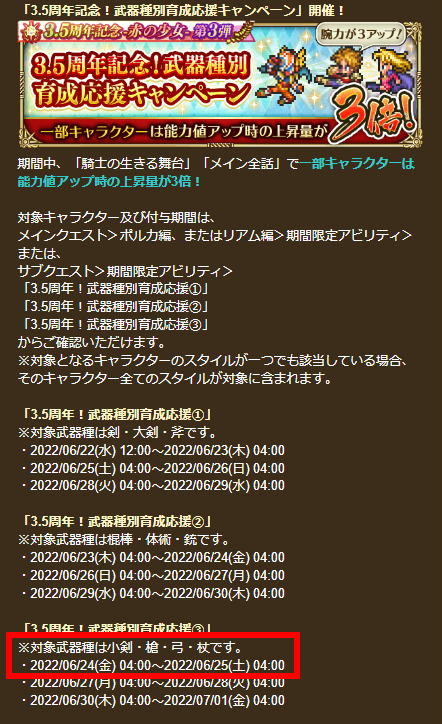 「3.5周年記念！武器種別育成応援キャンペーン」開催！
3.5周年記念-赤の少女-第3弾
腕力が3アップ!
3.5周年記念!武器種別
育成応援キャンペーン
一部キャラクターは能力値アップ時の上昇量が
3倍!
期間中、「騎士の生きる舞台」「メイン全話」で一部キャラクターは
能力値アップ時の上昇量が3倍！
対象キャラクター及び付与期間は、
メインクエスト＞ポルカ編、またはリアム編＞期間限定アビリティ＞
または、
サブクエスト＞期間限定アビリティ＞
「3.5周年！武器種別育成応援①」
「3.5周年！武器種別育成応援②」
「3.5周年！武器種別育成応援③」
からご確認いただけます。
※対象となるキャラクターのスタイルが一つでも該当している場合、
そのキャラクター全てのスタイルが対象に含まれます。
「3.5周年！武器種別育成応援①」
※対象武器種は剣・大剣・斧です。
・2022/06/22(水) 12:00～2022/06/23(木) 04:00
・2022/06/25(土) 04:00～2022/06/26(日) 04:00
・2022/06/28(火) 04:00～2022/06/29(水) 04:00
「3.5周年！武器種別育成応援②」
※対象武器種は棍棒・体術・銃です。
・2022/06/23(木) 04:00～2022/06/24(金) 04:00
・2022/06/26(日) 04:00～2022/06/27(月) 04:00
・2022/06/29(水) 04:00～2022/06/30(木) 04:00
「3.5周年！武器種別育成応援③」
※対象武器種は小剣・槍・弓・杖です。
・2022/06/24(金) 04:00～2022/06/25(土) 04:00
・2022/06/27(月) 04:00～2022/06/28(火) 04:00
・2022/06/30(木) 04:00～2022/07/01(金) 04:00